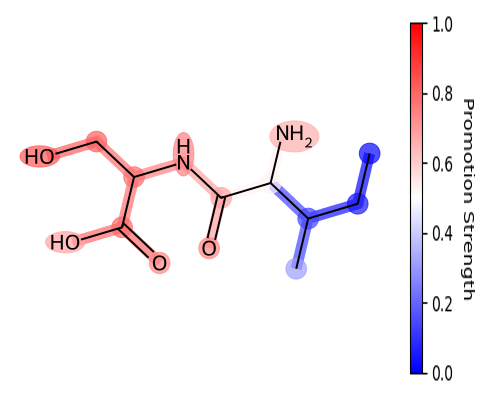 NH₂
H
N
HO
HO
O
O
1.0
0.8
0.6
0.4
0.2
0.0
Promotion Strength